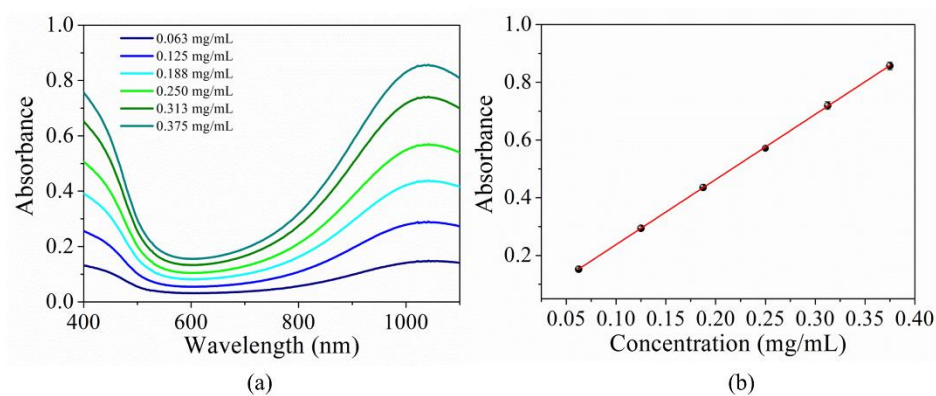 1.0
0.8
0.6
0.4
0.2
0.0
Absorbance
0.063 mg/mL
0.125 mg/mL
0.188 mg/mL
0.250 mg/mL
0.313 mg/mL
0.375 mg/mL
400 600 800 1000
Wavelength (nm)
(a)
1.0
0.8
0.6
0.4
0.2
Absorbance
0.05 0.10 0.15 0.20 0.25 0.30 0.35 0.40
Concentration (mg/mL)
(b)